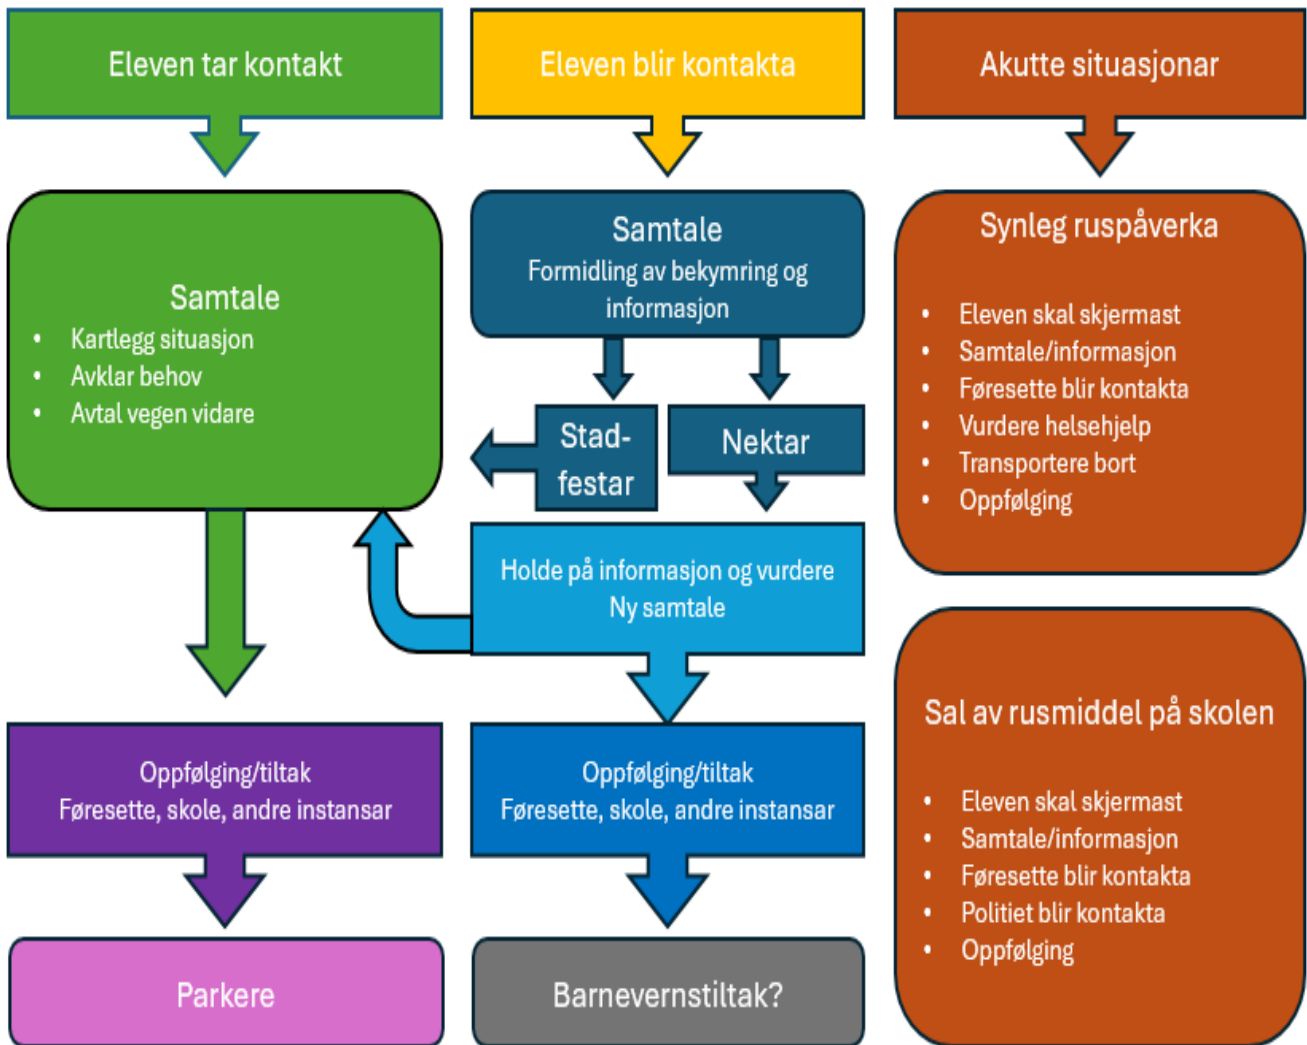 Eleven tar kontakt
Eleven blir kontakta
Akutte situasjonar
Samtale
• Kartlegg situasjon
• Avklar behov
• Avtal vegen vidare
Samtale
Formidling av bekymring og
informasjon
Stad-
festar
Nektar
Holde på informasjon og vurdere
Ny samtale
Oppfølging/tiltak
Føresette, skole, andre instansar
Oppfølging/tiltak
Føresette, skole, andre instansar
Parkere
Barnevernstiltak?
Synleg ruspåverka
• Eleven skal skjermast
• Samtale/informasjon
• Føresette blir kontakta
• Vurdere helsehjelp
• Transportere bort
• Oppfølging
Sal av rusmiddel på skolen
• Eleven skal skjermast
• Samtale/informasjon
• Føresette blir kontakta
• Politiet blir kontakta
• Oppfølging